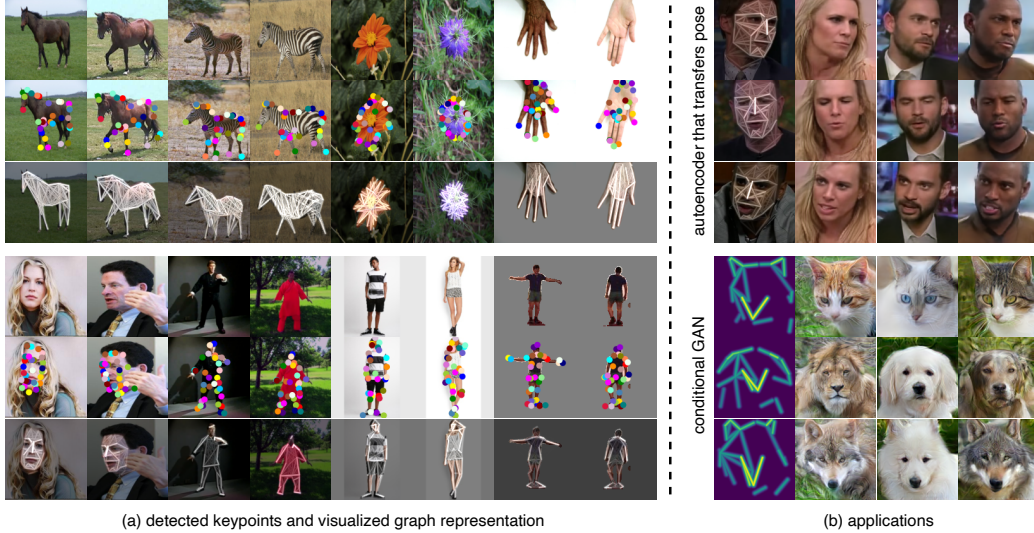 autoencoder that transfers pose
conditional GAN
(a) detected keypoints and visualized graph representation
(b) applications